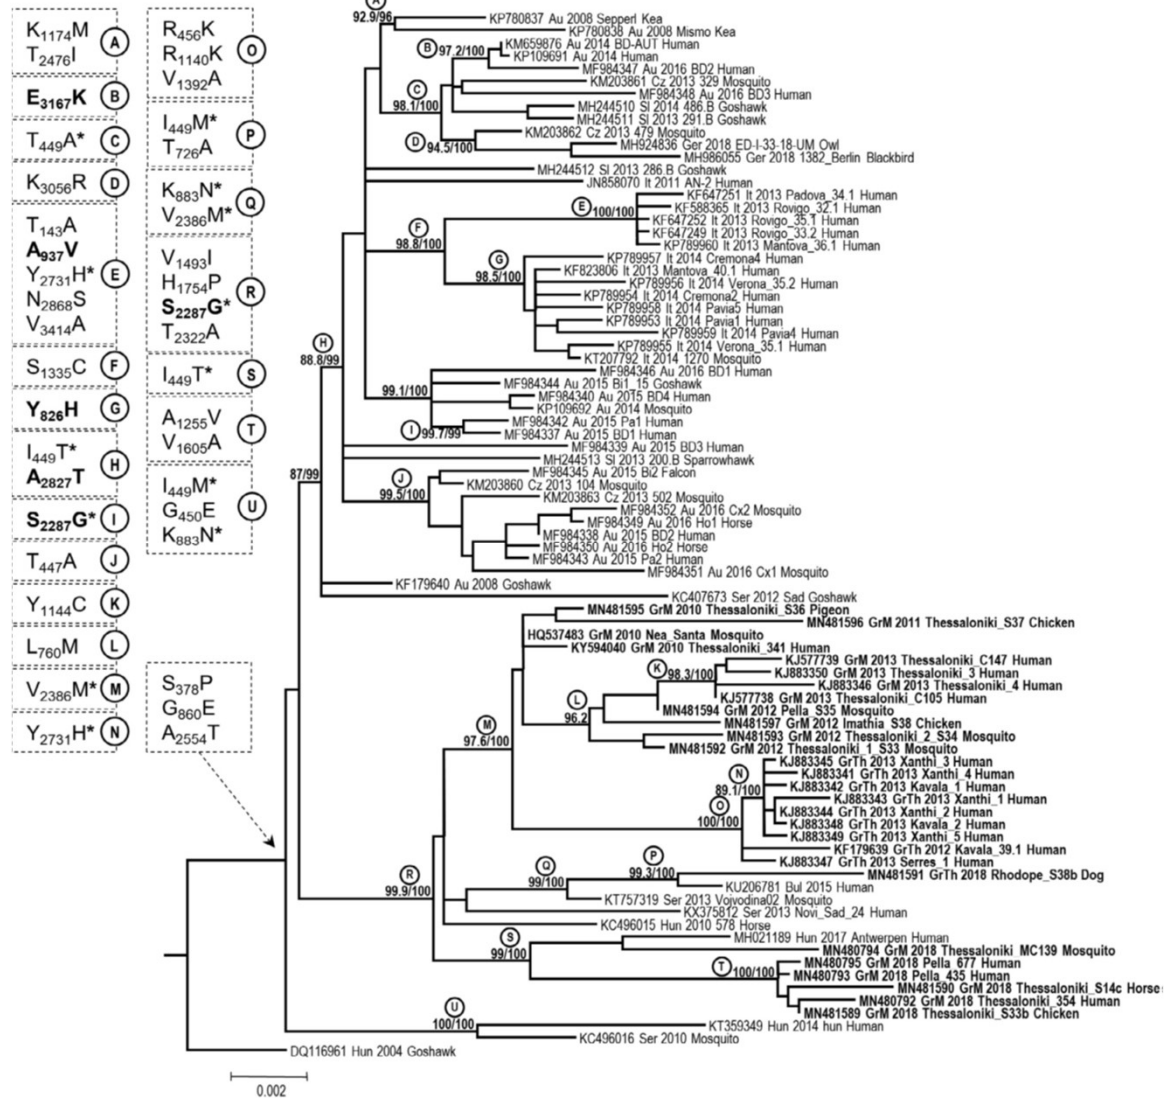 K1174M
T2476I
A
E3167K
B
T449A*
C
K3056R
D
T143A
A937V
Y2731H*
N2868S
V3414A
E
S1335C
F
Y826H
G
I449T*
A2827T
H
S2287G*
I
T447A
J
Y1144C
K
L760M
L
V2386M*
M
Y2731H*
N
R456K
R1140K
V1392A
O
I449M*
T726A
P
K883N*
V2386M*
Q
V1493I
H1754P
S2287G*
T2322A
R
I449T*
S
A1255V
V1605A
T
I449M*
G450E
K883N*
U
S378P
G860E
A2554T
92.9/96
KP780837 Au 2008 Sepperl Kea
KP780838 Au 2008 Mismo Kea
B 97.2/100
KM659876 Au 2014 BD-AUT Human
KP109691 Au 2014 Human
MF984347 Au 2016 BD2 Human
C
98.1/100
KM203861 Cz 2013 329 Mosquito
MF984348 Au 2016 BD3 Human
MH244510 Sl 2014 486.B Goshawk
MH244511 Sl 2013 291.B Goshawk
D 94.5/100
KM203862 Cz 2013 479 Mosquito
MH924836 Ger 2018 ED-I-33-18-UM Owl
MH986055 Ger 2018 1382_Berlin Blackbird
MH244512 Sl 2013 286.B Goshawk
JN858070 It 2011 AN-2 Human
E 100/100
KF647251 It 2013 Padova_34.1 Human
KF588365 It 2013 Rovigo_32.1 Human
KF647252 It 2013 Rovigo_35.1 Human
KF647249 It 2013 Rovigo_33.2 Human
KP789960 It 2013 Mantova_36.1 Human
F
98.8/100
G
98.5/100
KP789957 It 2014 Cremona4 Human
KF823806 It 2013 Mantova_40.1 Human
KP789956 It 2014 Verona_35.2 Human
KP789954 It 2014 Cremona2 Human
KP789958 It 2014 Pavia5 Human
KP789953 It 2014 Pavia1 Human
KP789959 It 2014 Pavia4 Human
KP789955 It 2014 Verona_35.1 Human
KT207792 It 2014 1270 Mosquito
H
88.8/99
MF984346 Au 2016 BD1 Human
MF984344 Au 2015 Bi1_15 Goshawk
99.1/100
MF984340 Au 2015 BD4 Human
KP109692 Au 2014 Mosquito
I 99.7/99
MF984342 Au 2015 Pa1 Human
MF984337 Au 2015 BD1 Human
MF984339 Au 2015 BD3 Human
MH244513 Sl 2013 200.B Sparrowhawk
87/99
J
99.5/100
MF984345 Au 2015 Bi2 Falcon
KM203860 Cz 2013 104 Mosquito
KM203863 Cz 2013 502 Mosquito
MF984352 Au 2016 Cx2 Mosquito
MF984349 Au 2016 Ho1 Horse
MF984338 Au 2015 BD2 Human
MF984350 Au 2016 Ho2 Horse
MF984343 Au 2015 Pa2 Human
MF984351 Au 2016 Cx1 Mosquito
KF179640 Au 2008 Goshawk
KC407673 Ser 2012 Sad Goshawk
MN481595 GrM 2010 Thessaloniki_S36 Pigeon
MN481596 GrM 2011 Thessaloniki_S37 Chicken
HQ537483 GrM 2010 Nea_Santa Mosquito
KY594040 GrM 2010 Thessaloniki_341 Human
K
98.3/100
KJ577739 GrM 2013 Thessaloniki_C147 Human
KJ883350 GrM 2013 Thessaloniki_3 Human
KJ883346 GrM 2013 Thessaloniki_4 Human
KJ577738 GrM 2013 Thessaloniki_C105 Human
L
96.2
MN481594 GrM 2012 Pella_S35 Mosquito
MN481597 GrM 2012 Imathia_S38 Chicken
MN481593 GrM 2012 Thessaloniki_2_S34 Mosquito
MN481592 GrM 2012 Thessaloniki_1_S33 Mosquito
M
97.6/100
N
89.1/100
KJ883345 GrTh 2013 Xanthi_3 Human
KJ883341 GrTh 2013 Xanthi_4 Human
KJ883342 GrTh 2013 Kavala_1 Human
KJ883343 GrTh 2013 Xanthi_1 Human
KJ883344 GrTh 2013 Xanthi_2 Human
KJ883348 GrTh 2013 Kavala_2 Human
KJ883349 GrTh 2013 Xanthi_5 Human
O
100/100
KF179639 GrTh 2012 Kavala_39.1 Human
KJ883347 GrTh 2013 Serres_1 Human
R
99.9/100
Q
99/100
P
99.3/100
MN481591 GrTh 2018 Rhodope_S38b Dog
KU206781 Bul 2015 Human
KT757319 Ser 2013 Vojvodina02 Mosquito
KX375812 Ser 2013 Novi_Sad_24 Human
KC496015 Hun 2010 578 Horse
S
99/100
MH021189 Hun 2017 Antwerpen Human
MN480794 GrM 2018 Thessaloniki_MC139 Mosquito
T 100/100
MN480795 GrM 2018 Pella_677 Human
MN480793 GrM 2018 Pella_435 Human
MN481590 GrM 2018 Thessaloniki_S14c Horse
MN480792 GrM 2018 Thessaloniki_354 Human
MN481589 GrM 2018 Thessaloniki_S33b Chicken
U
100/100
KT359349 Hun 2014 hun Human
KC496016 Ser 2010 Mosquito
DQ116961 Hun 2004 Goshawk
0.002